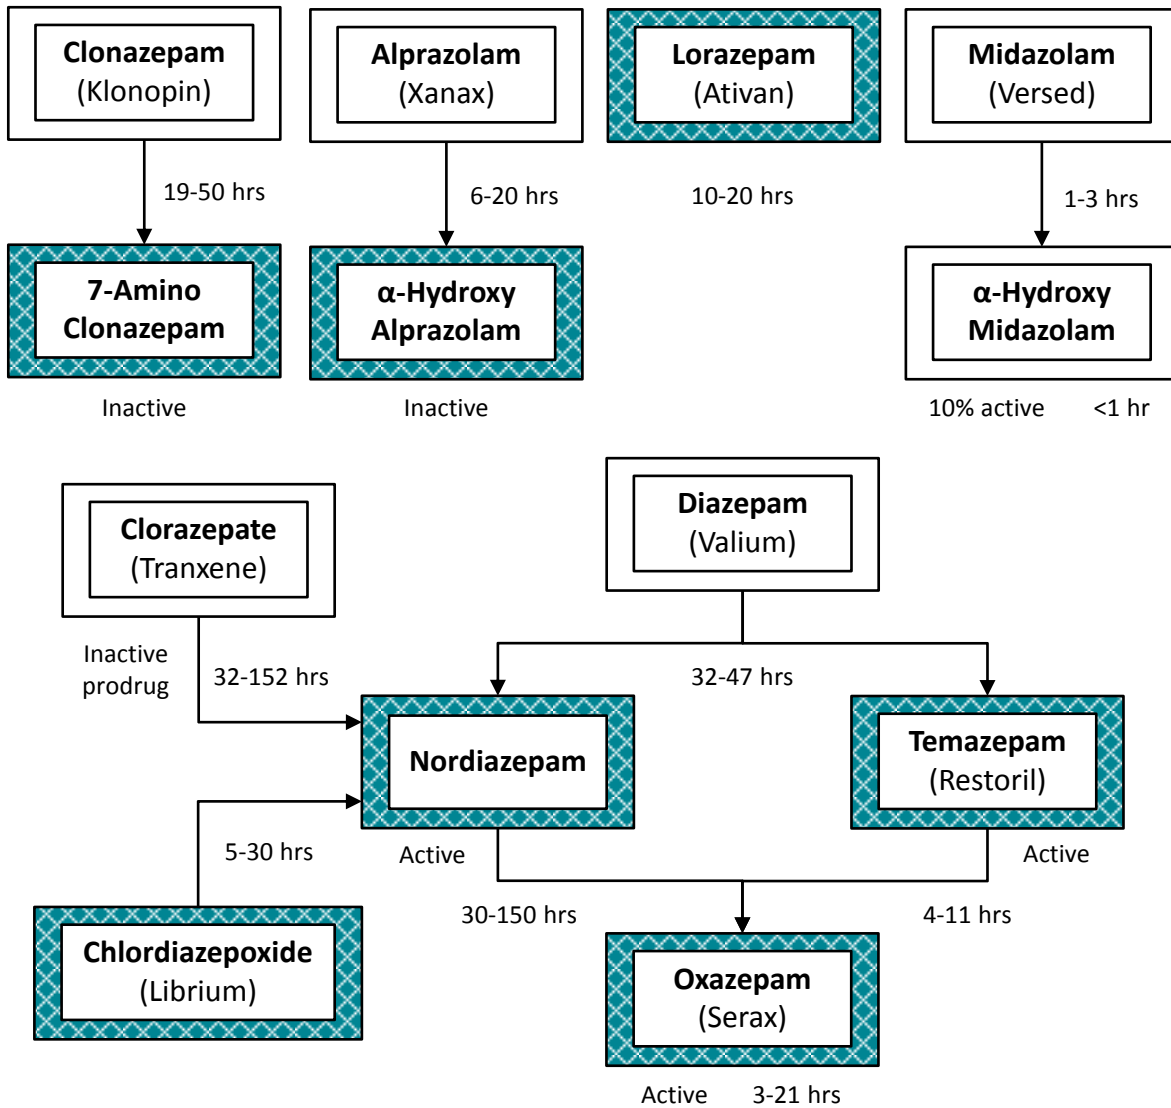 Clonazepam
(Klonopin)
Alprazolam
(Xanax)
Lorazepam
(Ativan)
Midazolam
(Versed)
19-50 hrs
6-20 hrs
10-20 hrs
1-3 hrs
7-Amino
Clonazepam
α-Hydroxy
Alprazolam
α-Hydroxy
Midazolam
Inactive
Inactive
10% active
<1 hr
Clorazepate
(Tranxene)
Diazepam
(Valium)
Inactive
prodrug
32-152 hrs
32-47 hrs
Nordiazepam
Temazepam
(Restoril)
5-30 hrs
Active
Active
30-150 hrs
4-11 hrs
Chlordiazepoxide
(Librium)
Oxazepam
(Serax)
Active
3-21 hrs